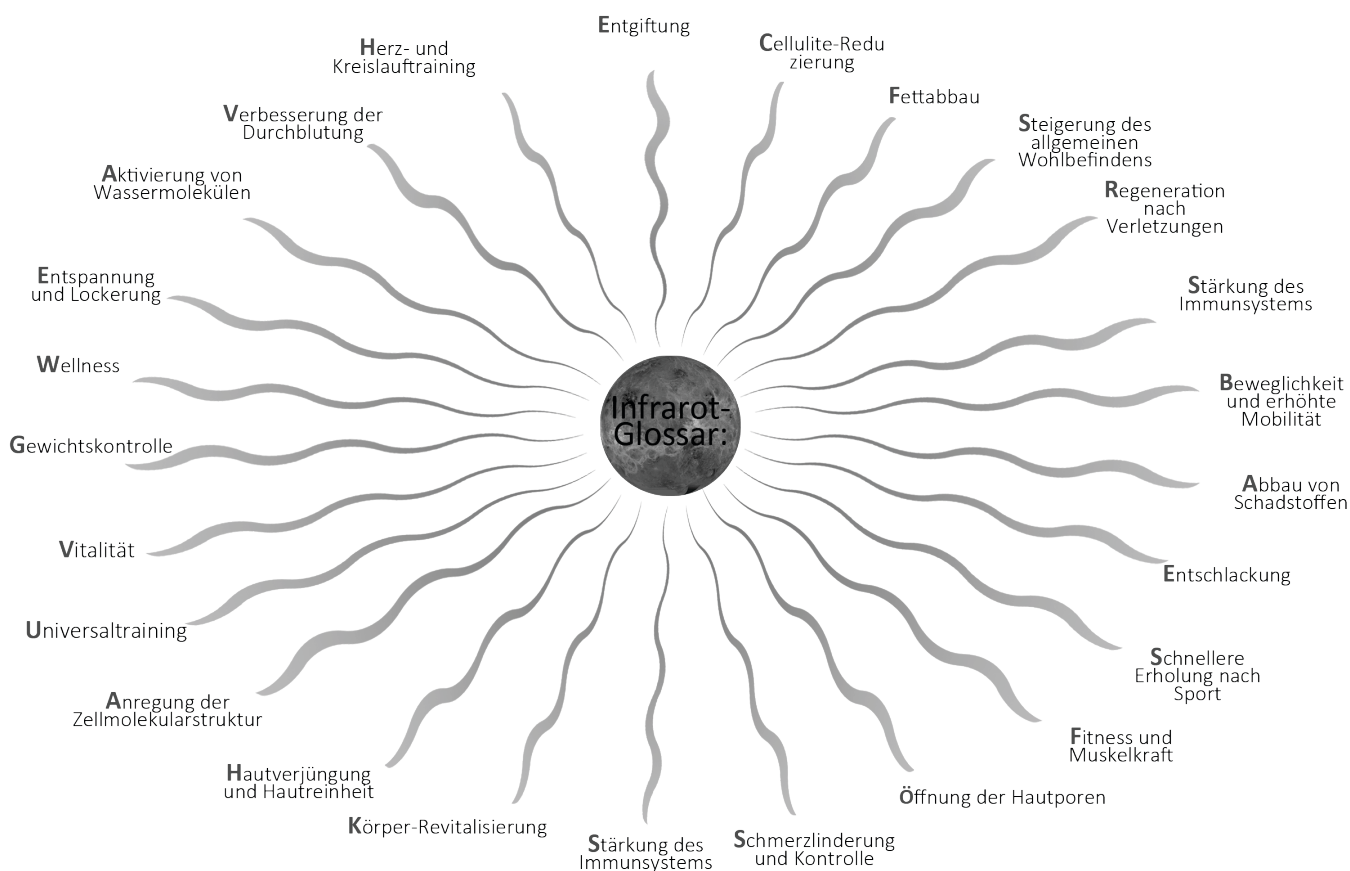 Infrarot-
Glossar:
Entgiftung
Cellulite-Redu
zierung
Fettabbau
Steigerung des
allgemeinen
Wohlbefindens
Regeneration
nach
Verletzungen
Stärkung des
Immunsystems
Beweglichkeit
und erhöhte
Mobilität
Abbau von
Schadstoffen
Entschlackung
Schnellere
Erholung nach
Sport
Fitness und
Muskelkraft
Öffnung der Hautporen
Schmerzlinderung
und Kontrolle
Stärkung des
Immunsystems
Körper-Revitalisierung
Hautverjüngung
und Hautreinheit
Anregung der
Zellmolekularstruktur
Universaltraining
Vitalität
Gewichtskontrolle
Wellness
Entspannung
und Lockerung
Aktivierung von
Wassermolekülen
Verbesserung der
Durchblutung
Herz- und
Kreislauftraining